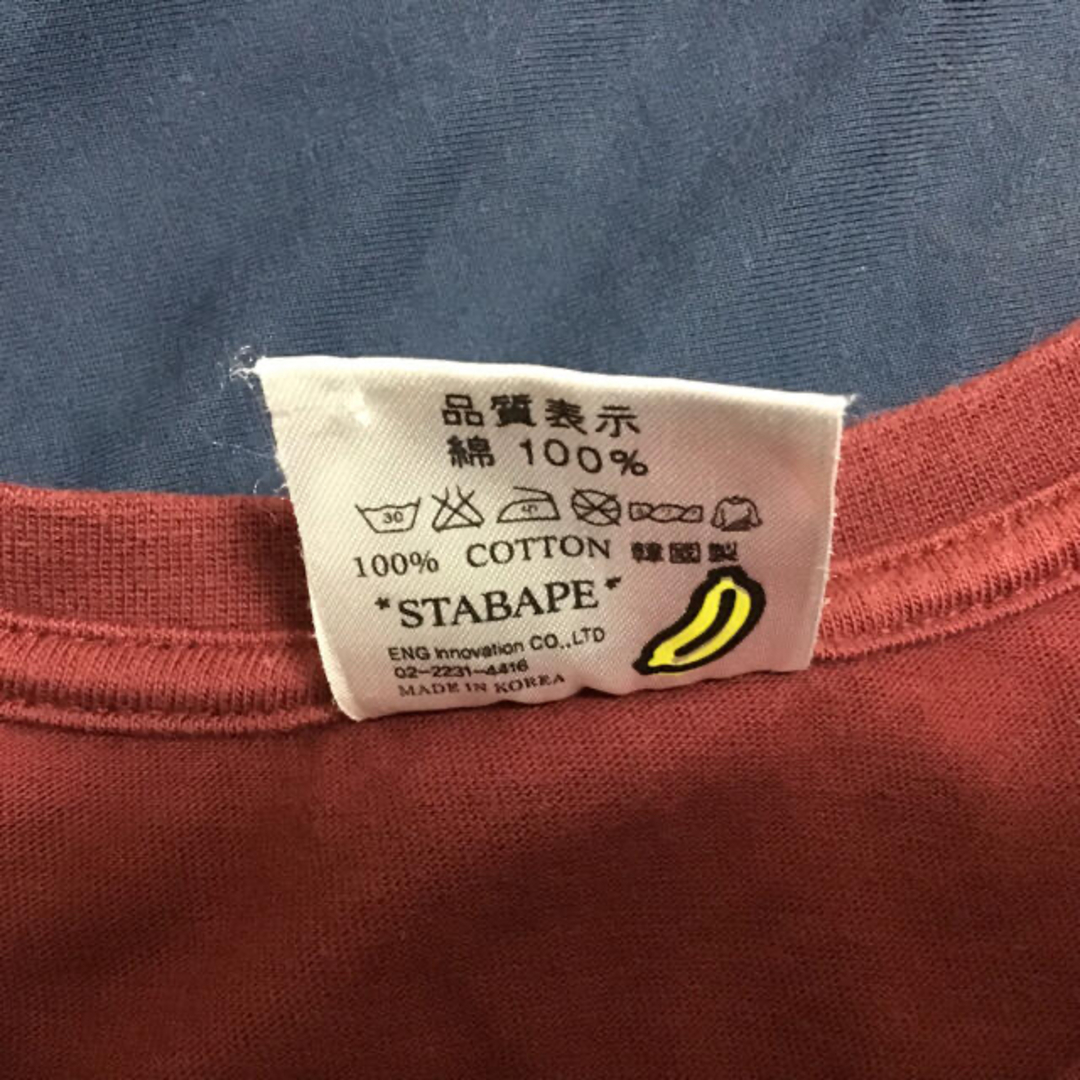 品質表示
綿 100%
30
100% COTTON 韓國製
*STABAPE*
ENG Innovation CO.,LTD
02-2231-4416
MADE IN KOREA